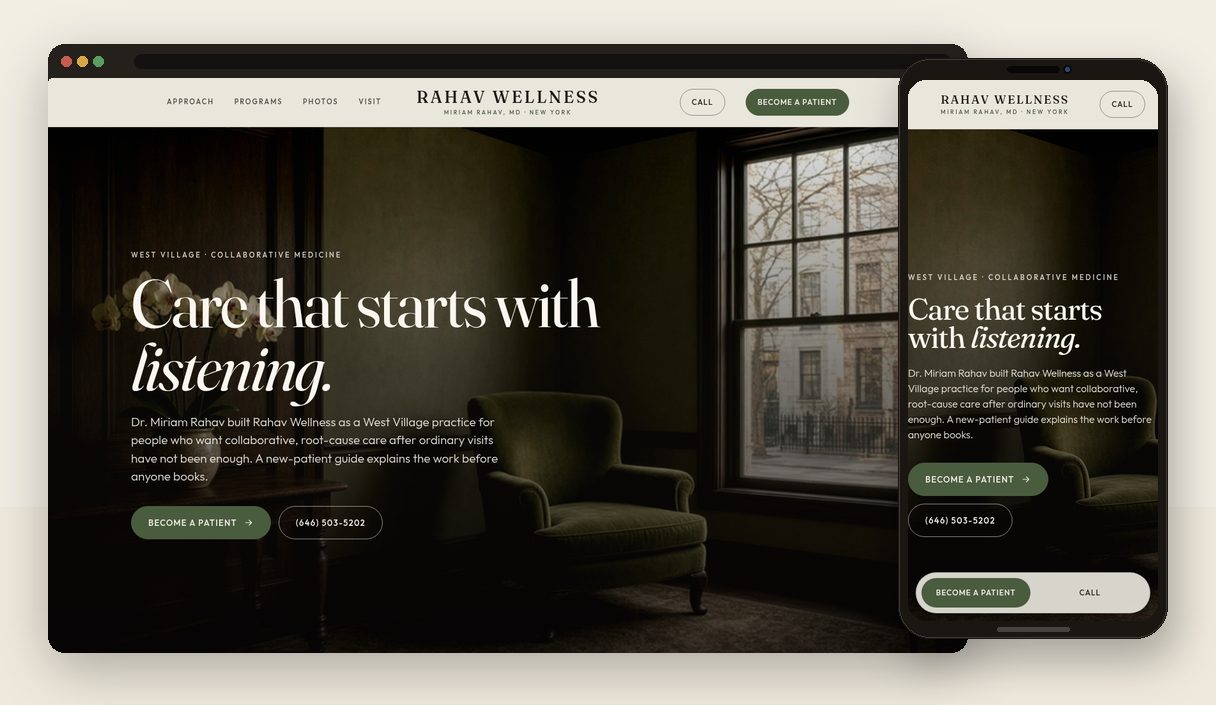 APPROACH PROGRAMS PHOTOS VISIT
RAHAV WELLNESS
MIRIAM RAHAV, MD · NEW YORK
CALL
BECOME A PATIENT
WEST VILLAGE · COLLABORATIVE MEDICINE
Care that starts with
listening.
Dr. Miriam Rahav built Rahav Wellness as a West Village practice for
people who want collaborative, root-cause care after ordinary visits
have not been enough. A new-patient guide explains the work before
anyone books.
BECOME A PATIENT →
(646) 503-5202
RAHAV WELLNESS
MIRIAM RAHAV, MD · NEW YORK
CALL
WEST VILLAGE · COLLABORATIVE MEDICINE
Care that starts
with listening.
Dr. Miriam Rahav built Rahav Wellness as a West
Village practice for people who want collaborative,
root-cause care after ordinary visits have not been
enough. A new-patient guide explains the work before
anyone books.
BECOME A PATIENT →
(646) 503-5202
BECOME A PATIENT
CALL